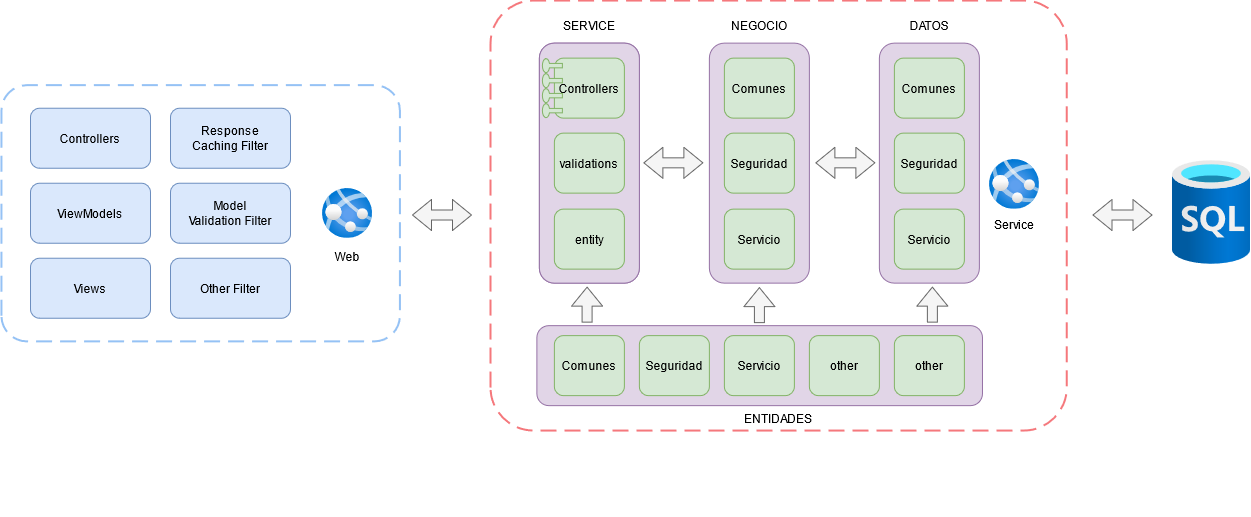 Controllers
Response
Caching Filter
ViewModels
Model
Validation Filter
Views
Other Filter
Web
SERVICE
NEGOCIO
DATOS
Controllers
validations
entity
Comunes
Seguridad
Servicio
Comunes
Seguridad
Servicio
Service
Comunes
Seguridad
Servicio
other
other
ENTIDADES
SQL